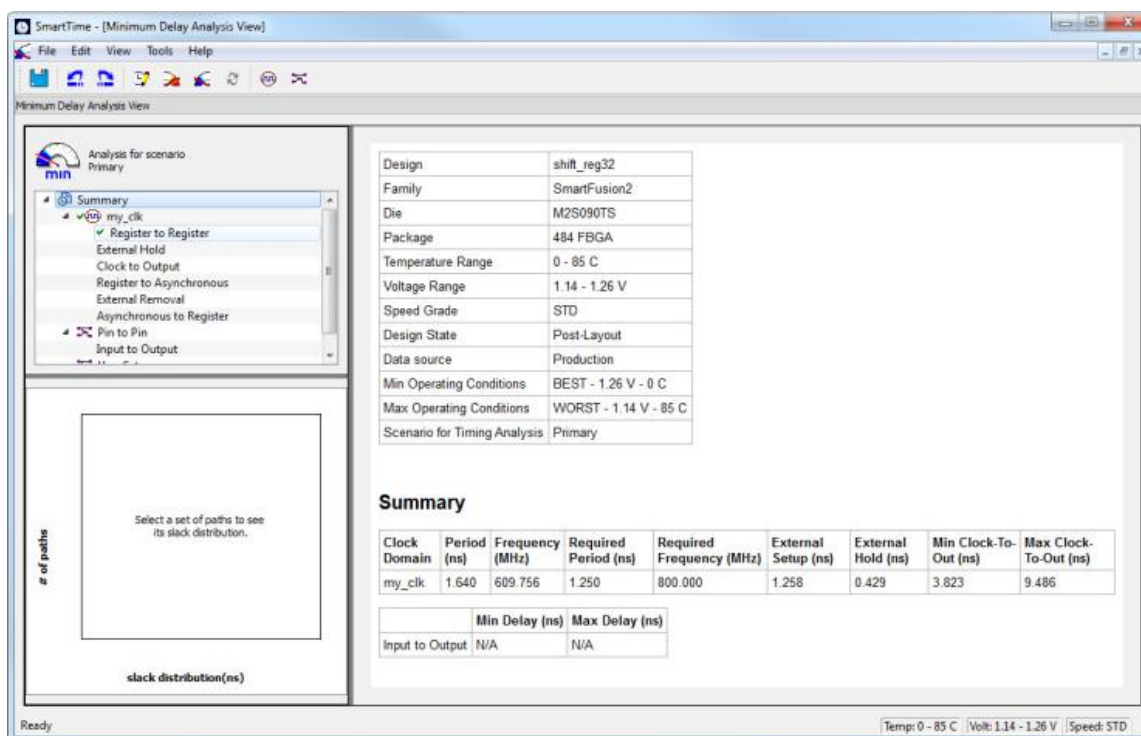 SmartTime - [Minimum Delay Analysis View]
File Edit View Tools Help
Minimum Delay Analysis View
min
Analysis for scenario
Primary
Summary
my_clk
Register to Register
External Hold
Clock to Output
Register to Asynchronous
External Removal
Asynchronous to Register
Pin to Pin
Input to Output
# of paths
Select a set of paths to see
its slack distribution.
slack distribution(ns)
Design shift_reg32
Family SmartFusion2
Die M2S090TS
Package 484 FBGA
Temperature Range 0 - 85 C
Voltage Range 1.14 - 1.26 V
Speed Grade STD
Design State Post-Layout
Data source Production
Min Operating Conditions BEST - 1.26 V - 0 C
Max Operating Conditions WORST - 1.14 V - 85 C
Scenario for Timing Analysis Primary
Summary
Clock Period Frequency Required Required External External Min Clock-To- Max Clock-
Domain (ns) (MHz) Period (ns) Frequency (MHz) Setup (ns) Hold (ns) Out (ns) To-Out (ns)
my_clk 1.640 609.756 1.250 800.000 1.258 0.429 3.823 9.486
Min Delay (ns) Max Delay (ns)
Input to Output N/A N/A
Ready
Temp: 0 - 85 C Volt: 1.14 - 1.26 V Speed: STD